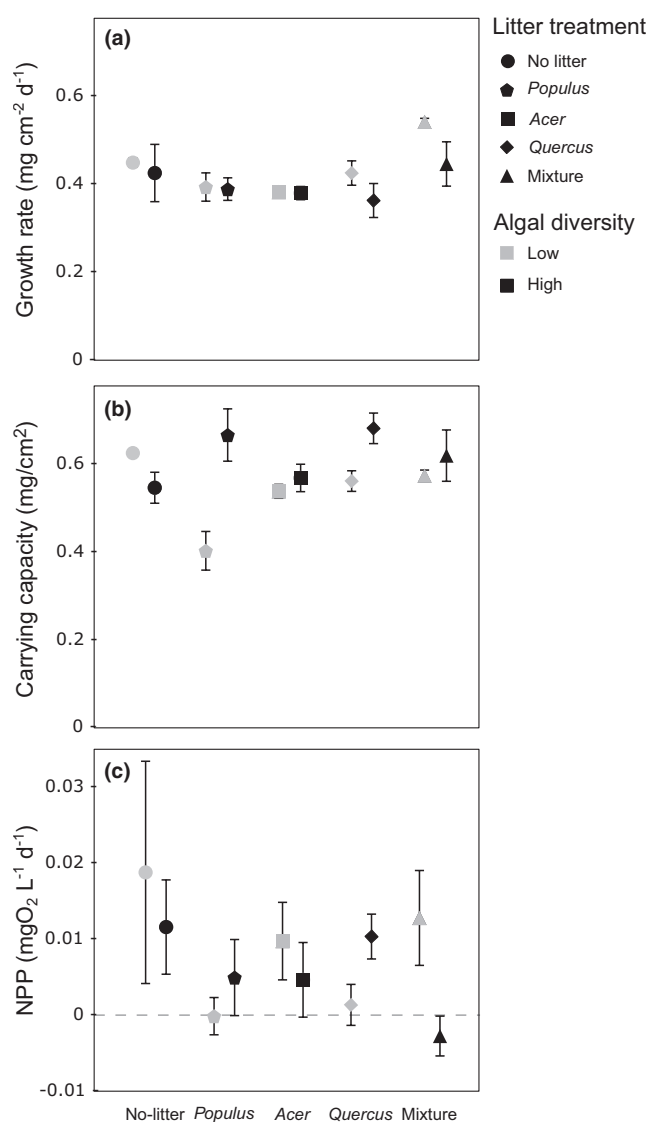 (a)
Growth rate (mg cm⁻² d⁻¹)
0.6
0.4
0.2
0
Litter treatment
No litter
Populus
Acer
Quercus
Mixture
Algal diversity
Low
High
(b)
Carrying capacity (mg/cm²)
0.6
0.4
0.2
0
(c)
NPP (mgO₂ L⁻¹ d⁻¹)
0.03
0.02
0.01
0
-0.01
No-litter Populus Acer Quercus Mixture